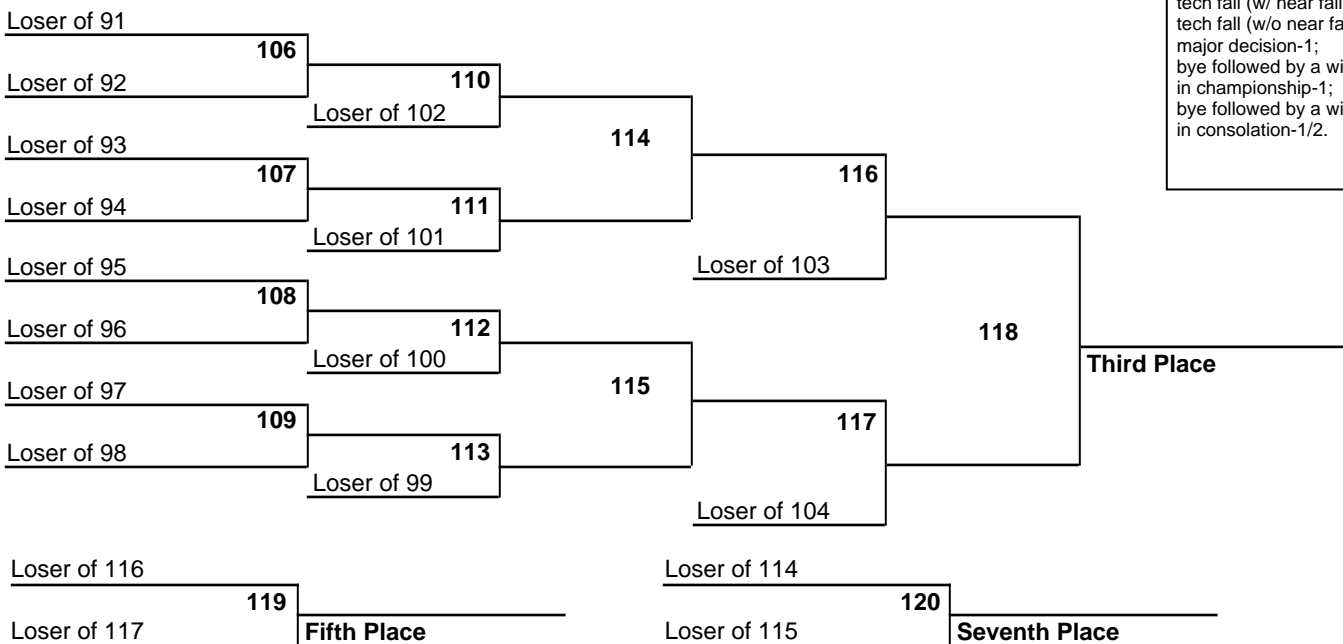 tech fall (w/ near fall
tech fall (w/o near fa
major decision-1;
bye followed by a wi
in championship-1;
bye followed by a wi
in consolation-1/2.
Loser of 91
106
Loser of 92
110
Loser of 102
114
Loser of 93
107
Loser of 94
111
Loser of 101
116
Loser of 103
Loser of 95
108
Loser of 96
112
Loser of 100
118
Third Place
115
Loser of 97
109
Loser of 98
113
Loser of 99
117
Loser of 104
Loser of 116
119
Loser of 117
Fifth Place
Loser of 114
120
Loser of 115
Seventh Place